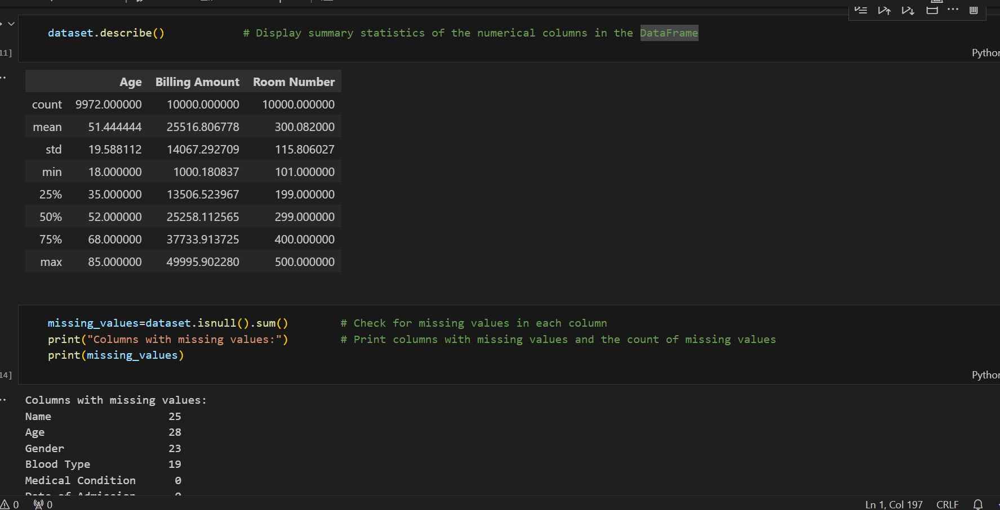 dataset.describe() # Display summary statistics of the numerical columns in the DataFrame
11]
Age Billing Amount Room Number
count 9972.000000 10000.000000 10000.000000
mean 51.444444 25516.806778 300.082000
std 19.588112 14067.292709 115.806027
min 18.000000 1000.180837 101.000000
25% 35.000000 13506.523967 199.000000
50% 52.000000 25258.112565 299.000000
75% 68.000000 37733.913725 400.000000
max 85.000000 49995.902280 500.000000
missing_values=dataset.isnull().sum() # Check for missing values in each column
print("Columns with missing values:") # Print columns with missing values and the count of missing values
print(missing_values)
14]
Columns with missing values:
Name 25
Age 28
Gender 23
Blood Type 19
Medical Condition 0
Date of Admission 0
0 0 Ln 1, Col 197 CRLF